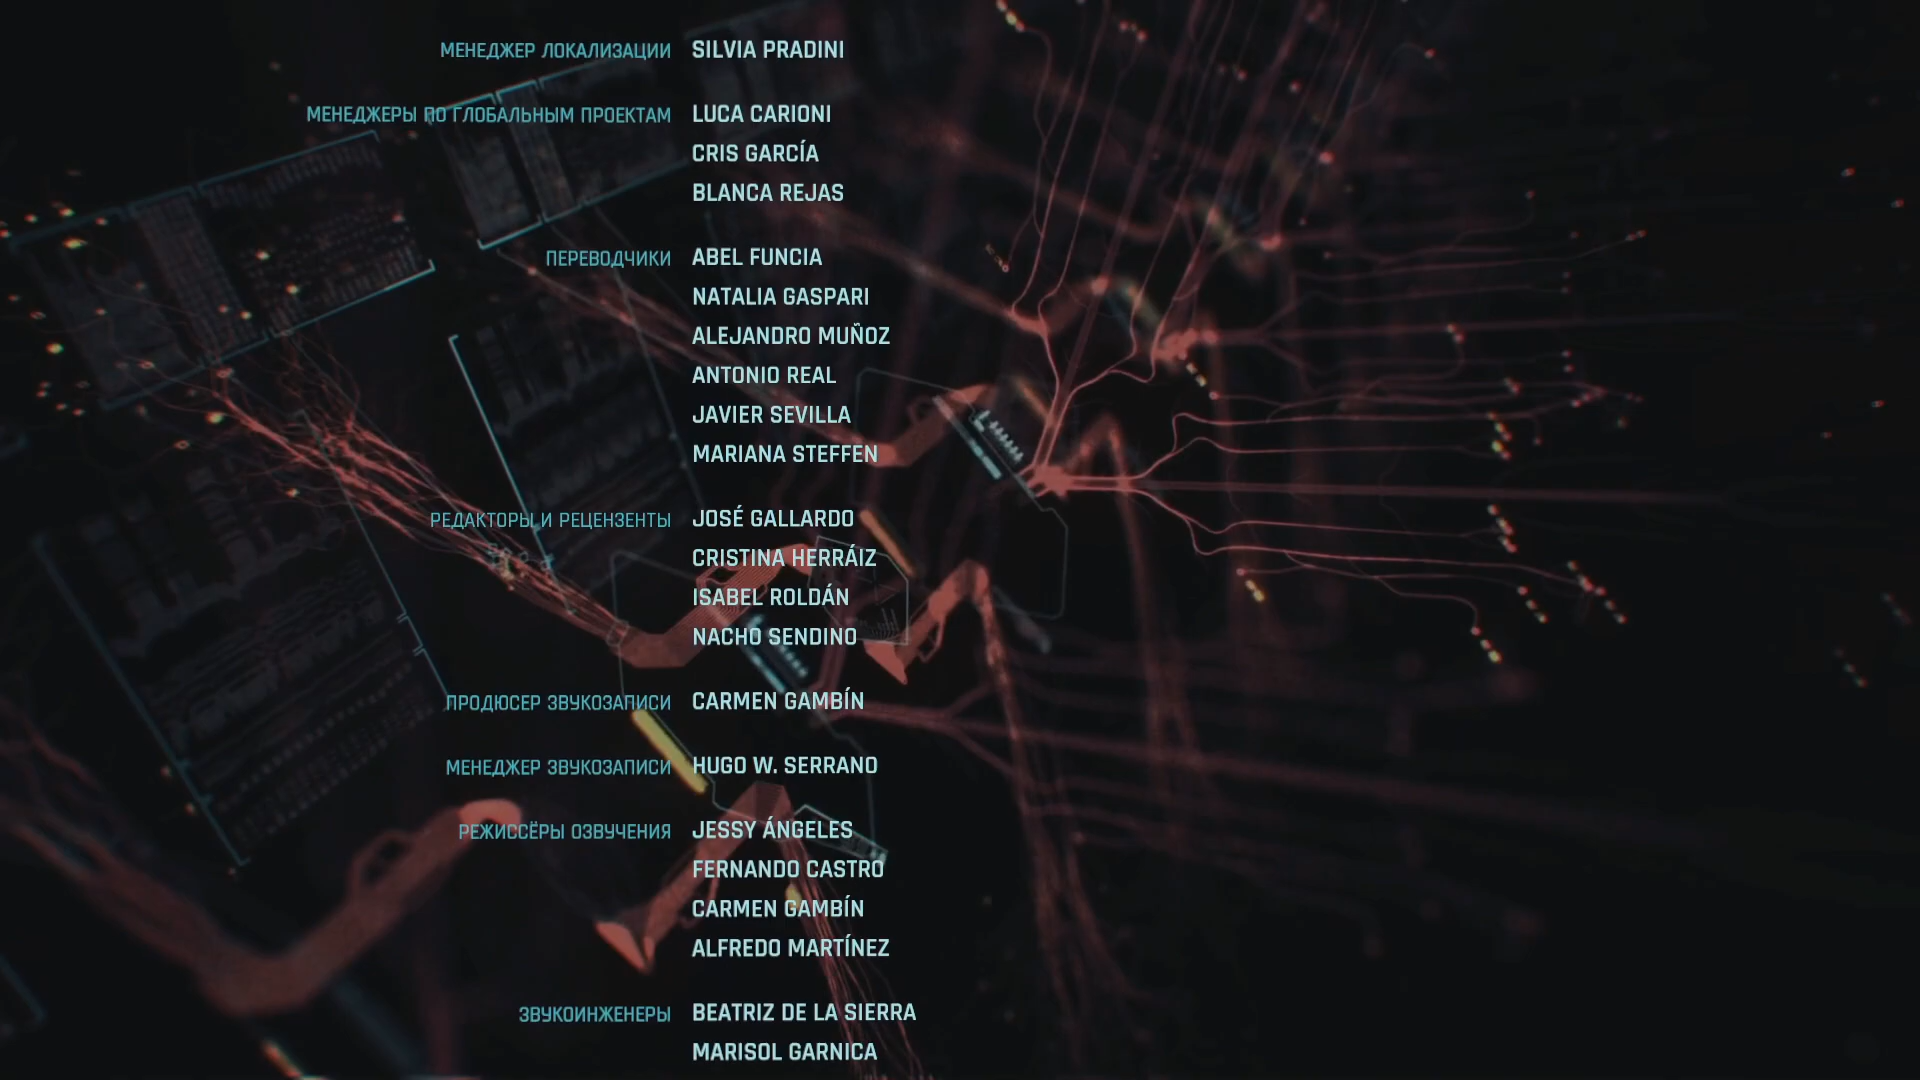 МЕНЕДЖЕР ЛОКАЛИЗАЦИИ SILVIA PRADINI
МЕНЕДЖЕРЫ ПО ГЛОБАЛЬНЫМ ПРОЕКТАМ LUCA CARIONI
CRIS GARCÍA
BLANCA REJAS
ПЕРЕВОДЧИКИ ABEL FUNCIA
NATALIA GASPARI
ALEJANDRO MUÑOZ
ANTONIO REAL
JAVIER SEVILLA
MARIANA STEFFEN
РЕДАКТОРЫ И РЕЦЕНЗЕНТЫ JOSÉ GALLARDO
CRISTINA HERRÁIZ
ISABEL ROLDÁN
NACHO SENDINO
ПРОДЮСЕР ЗВУКОЗАПИСИ CARMEN GAMBÍN
МЕНЕДЖЕР ЗВУКОЗАПИСИ HUGO W. SERRANO
РЕЖИССЁРЫ ОЗВУЧЕНИЯ JESSY ÁNGELES
FERNANDO CASTRO
CARMEN GAMBÍN
ALFREDO MARTÍNEZ
ЗВУКОИНЖЕНЕРЫ BEATRIZ DE LA SIERRA
MARISOL GARNICA